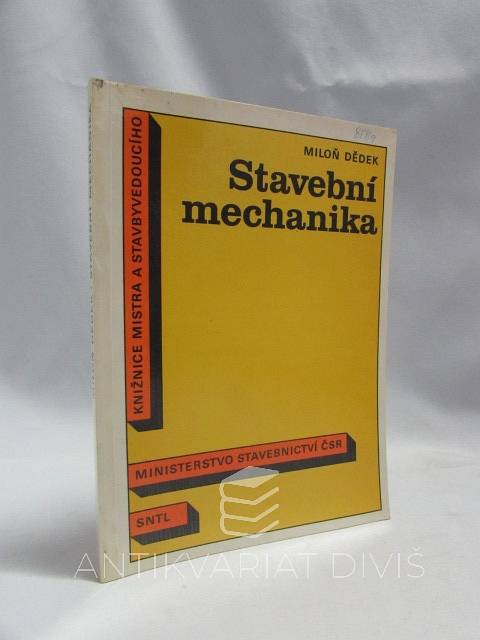 MILOŇ DĚDEK
Stavební
mechanika
KNIŽNICE MISTRA A STAVBYVEDOUCÍHO
MINISTERSTVO STAVEBNICTVÍ ČSR
SNTL
ANTIKVARIAT DIVIŠ